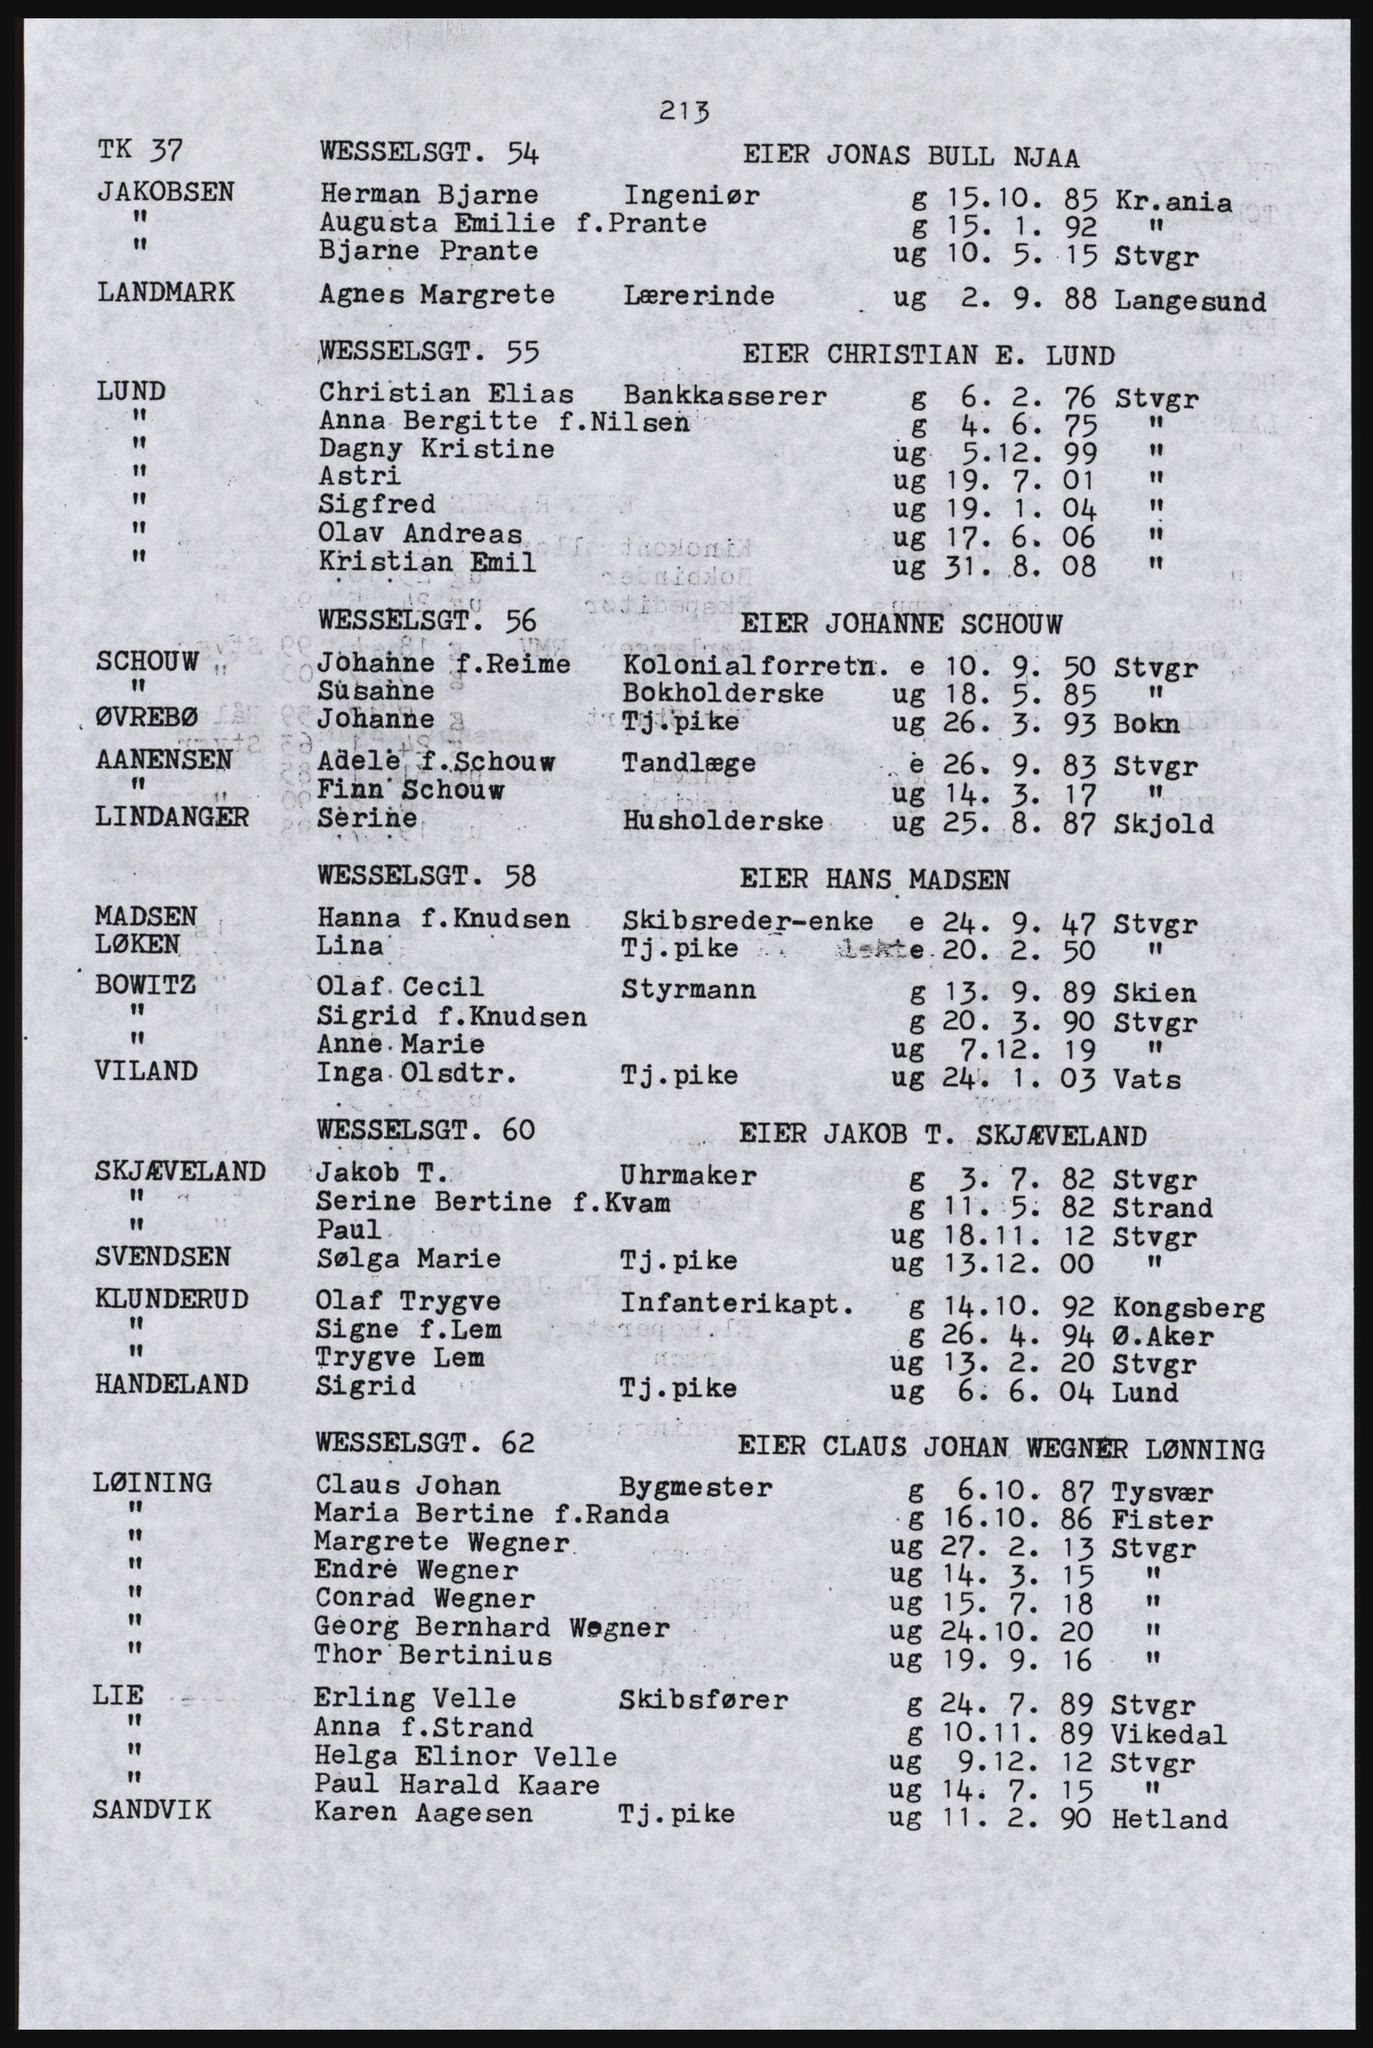 213
TK 37 WESSELSGT. 54 EIER JONAS BULL NJAA
JAKOBSEN Herman Bjarne Ingeniør g 15.10. 85 Kr.ania
" Augusta Emilie f.Prante g 15. 1. 92 "
" Bjarne Prante ug 10. 5. 15 Stvgr
LANDMARK Agnes Margrete Lærerinde ug 2. 9. 88 Langesund
WESSELSGT. 55 EIER CHRISTIAN E. LUND
LUND Christian Elias Bankkasserer g 6. 2. 76 Stvgr
" Anna Bergitte f.Nilsen g 4. 6. 75 "
" Dagny Kristine ug 5.12. 99 "
" Astri ug 19. 7. 01 "
" Sigfred ug 19. 1. 04 "
" Olav Andreas ug 17. 6. 06 "
" Kristian Emil ug 31. 8. 08 "
WESSELSGT. 56 EIER JOHANNE SCHOUW
SCHOUW Johanne f.Reime Kolonialforretn. e 10. 9. 50 Stvgr
" Susanne Bokholderske ug 18. 5. 85 "
ØVREBØ Johanne Tj.pike ug 26. 3. 93 Bokn
AANENSEN Adele f.Schouw Tandlæge e 26. 9. 83 Stvgr
" Finn Schouw ug 14. 3. 17 "
LINDANGER Serine Husholderske ug 25. 8. 87 Skjold
WESSELSGT. 58 EIER HANS MADSEN
MADSEN Hanna f.Knudsen Skibsreder-enke e 24. 9. 47 Stvgr
LØKEN Lina Tj.pike e 20. 2. 50 "
BOWITZ Olaf Cecil Styrmann g 13. 9. 89 Skien
" Sigrid f.Knudsen g 20. 3. 90 Stvgr
" Anne Marie ug 7.12. 19 "
VILAND Inga Olsdtr. Tj.pike ug 24. 1. 03 Vats
WESSELSGT. 60 EIER JAKOB T. SKJÆVELAND
SKJÆVELAND Jakob T. Uhrmaker g 3. 7. 82 Stvgr
" Serine Bertine f.Kvam g 11. 5. 82 Strand
" Paul ug 18.11. 12 Stvgr
SVENDSEN Sølga Marie Tj.pike ug 13.12. 00 "
KLUNDERUD Olaf Trygve Infanterikapt. g 14.10. 92 Kongsberg
" Signe f.Lem g 26. 4. 94 Ø.Aker
" Trygve Lem ug 13. 2. 20 Stvgr
HANDELAND Sigrid Tj.pike ug 6. 6. 04 Lund
WESSELSGT. 62 EIER CLAUS JOHAN WEGNER LØNNING
LØINING Claus Johan Bygmester g 6.10. 87 Tysvær
" Maria Bertine f.Randa g 16.10. 86 Fister
" Margrete Wegner ug 27. 2. 13 Stvgr
" Endre Wegner ug 14. 3. 15 "
" Conrad Wegner ug 15. 7. 18 "
" Georg Bernhard Wegner ug 24.10. 20 "
" Thor Bertinius ug 19. 9. 16 "
LIE Erling Velle Skibsfører g 24. 7. 89 Stvgr
" Anna f.Strand g 10.11. 89 Vikedal
" Helga Elinor Velle ug 9.12. 12 Stvgr
" Paul Harald Kaare ug 14. 7. 15 "
SANDVIK Karen Aagesen Tj.pike ug 11. 2. 90 Hetland